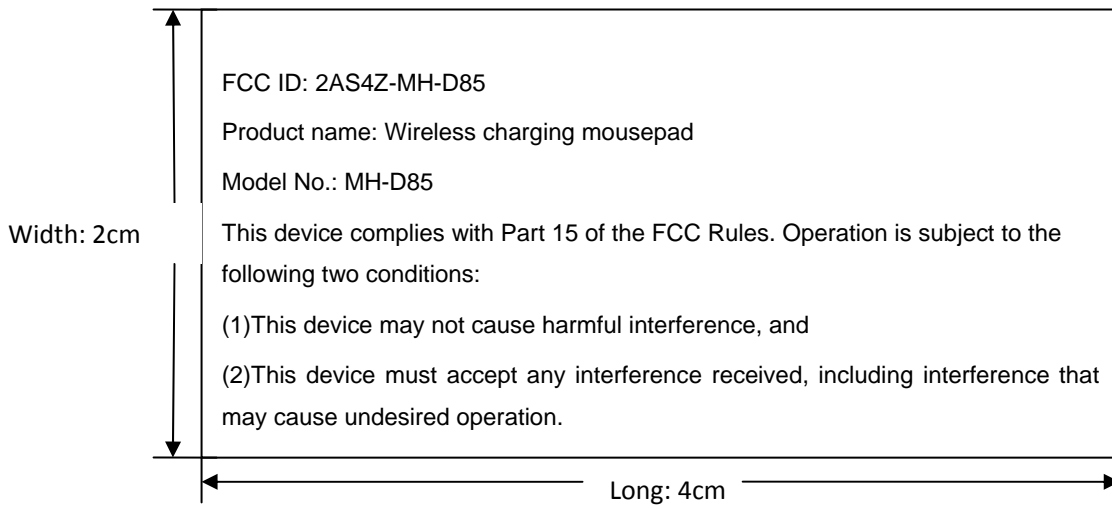 FCC ID: 2AS4Z-MH-D85
Product name: Wireless charging mousepad
Model No.: MH-D85
Width: 2cm
This device complies with Part 15 of the FCC Rules. Operation is subject to the
following two conditions:
(1)This device may not cause harmful interference, and
(2)This device must accept any interference received, including interference that
may cause undesired operation.
Long: 4cm